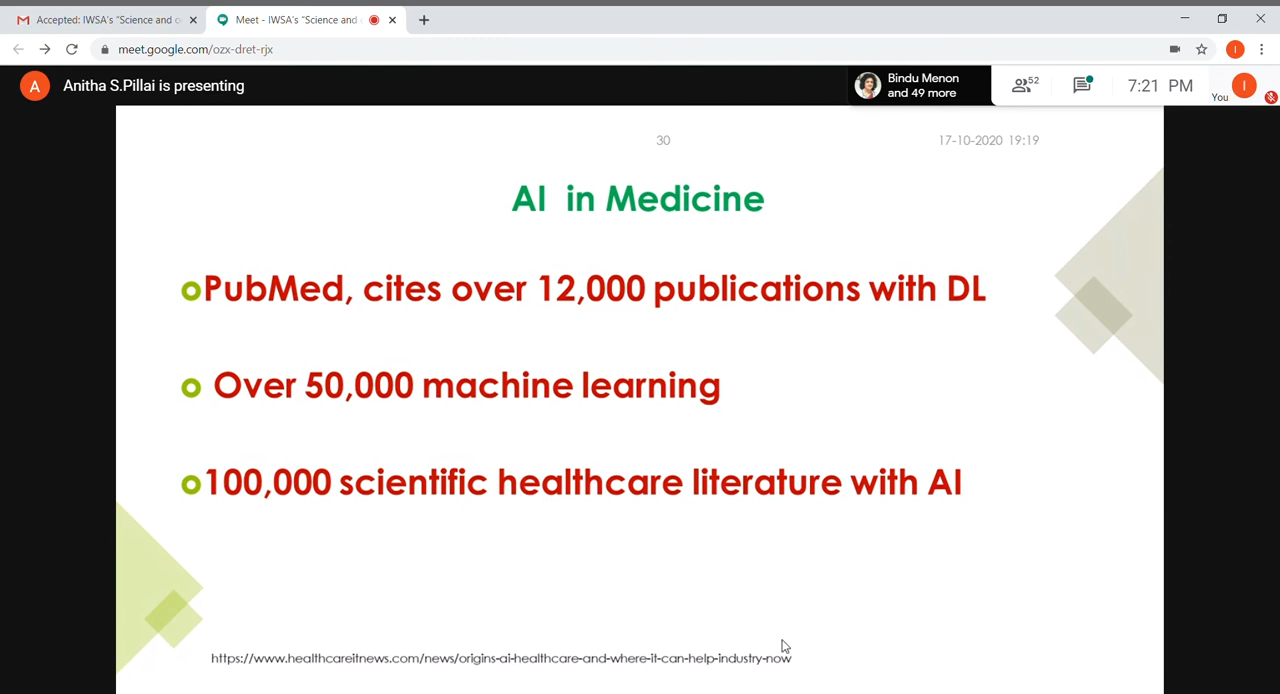 Accepted: IWSA's "Science and o
Meet - IWSA's "Science and
meet.google.com/ozx-dret-rjx
A
Anitha S.Pillai is presenting
Bindu Menon
and 49 more
52
7:21 PM
You
I
I
30
17-10-2020 19:19
AI in Medicine
PubMed, cites over 12,000 publications with DL
Over 50,000 machine learning
100,000 scientific healthcare literature with AI
https://www.healthcareitnews.com/news/origins-ai-healthcare-and-where-it-can-help-industry-now